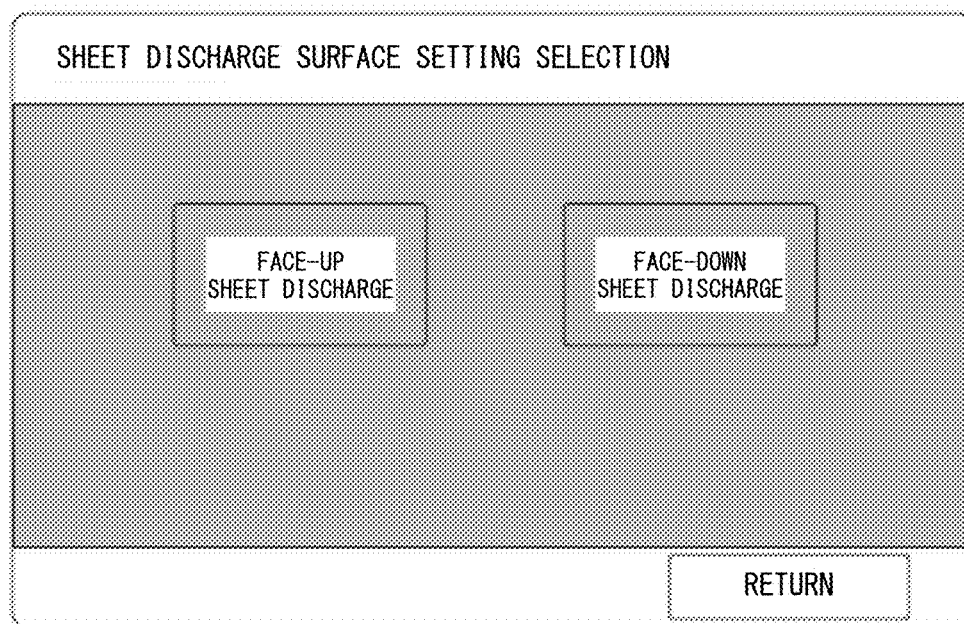 SHEET DISCHARGE SURFACE SETTING SELECTION
FACE-UP
SHEET DISCHARGE
FACE-DOWN
SHEET DISCHARGE
RETURN